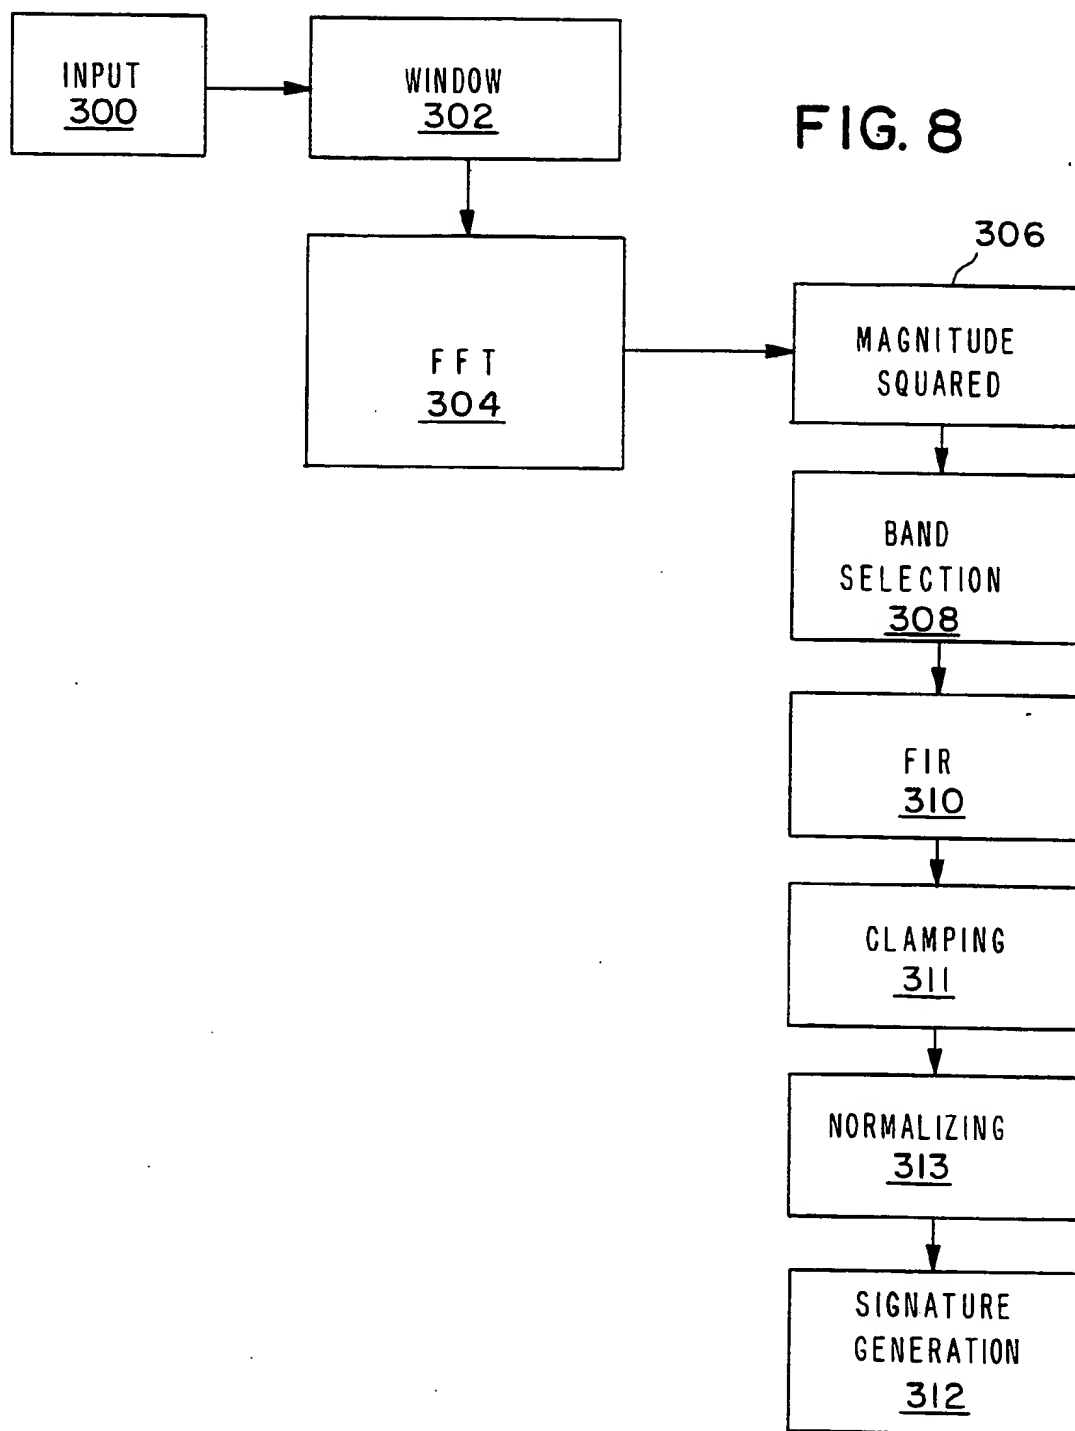 INPUT
300
WINDOW
302
FIG. 8
FFT
304
306
MAGNITUDE
SQUARED
BAND
SELECTION
308
FIR
310
CLAMPING
311
NORMALIZING
313
SIGNATURE
GENERATION
312